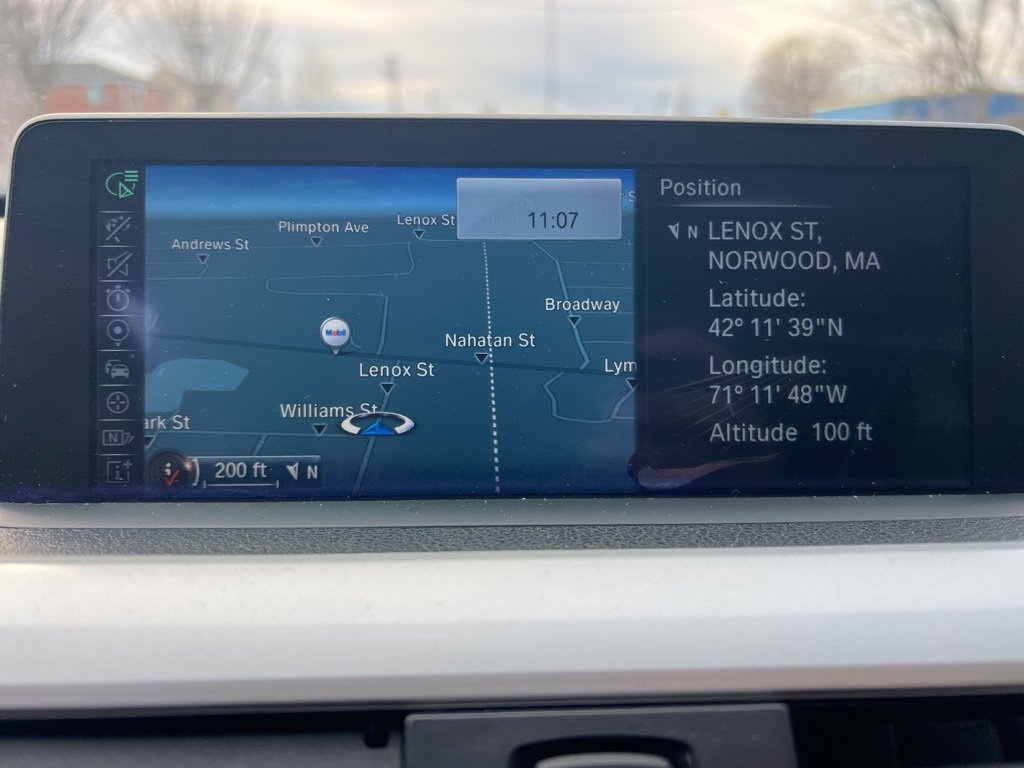 Plimpton Ave
Lenox St
11:07
Andrews St
Broadway
Mobil
Nahatan St
Lenox St
Lym
Williams St
ark St
200 ft N
Position
N LENOX ST,
NORWOOD, MA
Latitude:
42° 11' 39"N
Longitude:
71° 11' 48"W
Altitude 100 ft